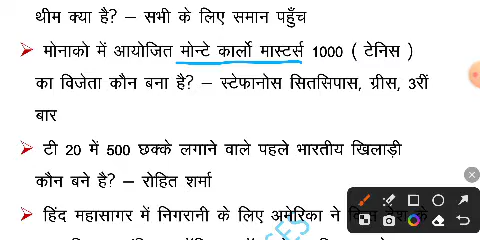 थीम क्या है? – सभी के लिए समान पहुँच
➢ मोनाको में आयोजित मोन्टे कार्लो मास्टर्स 1000 ( टेनिस )
का विजेता कौन बना है? – स्टेफानोस सितसिपास, ग्रीस, 3रीं
बार
➢ टी 20 में 500 छक्के लगाने वाले पहले भारतीय खिलाड़ी
कौन बने है? – रोहित शर्मा
➢ हिंद महासागर में निगरानी के लिए अमेरिका ने